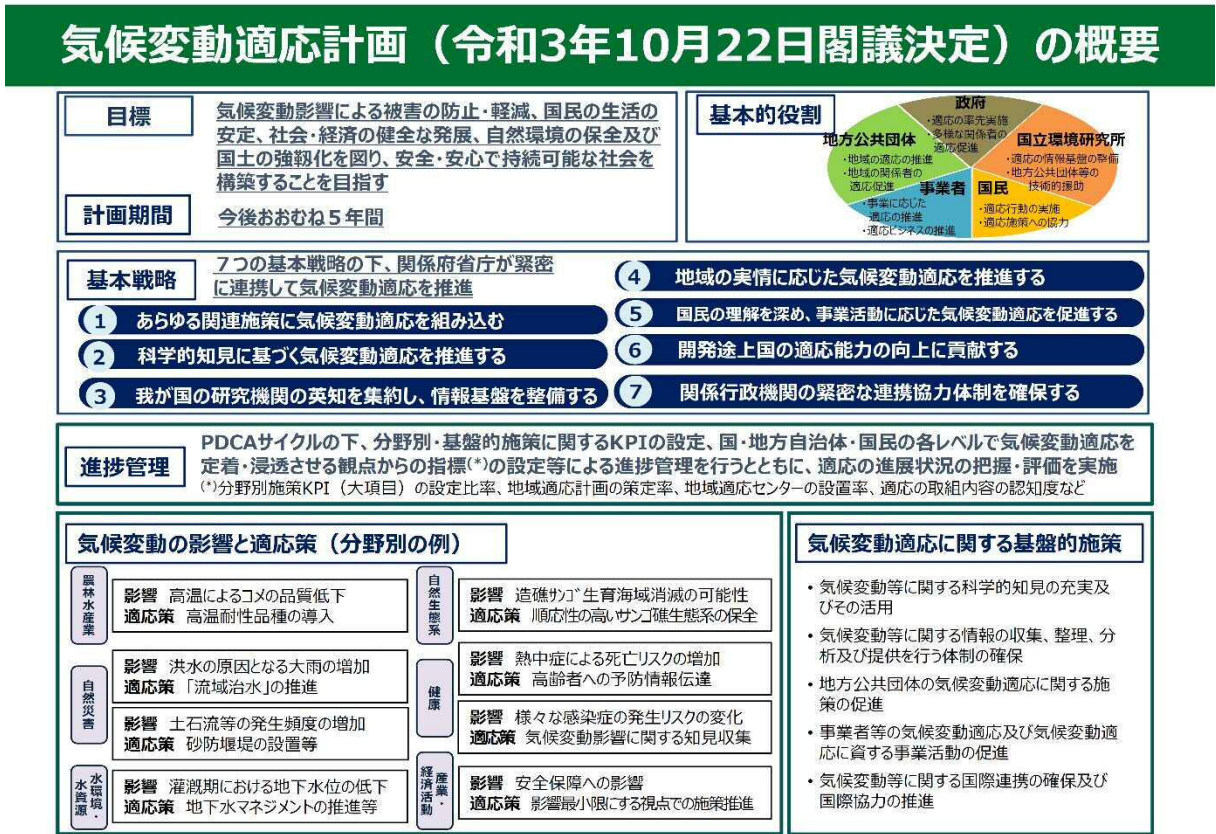 気候変動適応計画（令和3年10月22日閣議決定）の概要
目標
気候変動影響による被害の防止・軽減、国民の生活の
安定、社会・経済の健全な発展、自然環境の保全及び
国土の強靱化を図り、安全・安心で持続可能な社会を
構築することを目指す
計画期間
今後おおむね５年間
基本的役割
政府
・適応の率先実施
・多様な関係者の
適応促進
地方公共団体
・地域の適応の推進
・地域の関係者の
適応促進
国立環境研究所
・適応の情報基盤の整備
・地方公共団体等の
技術的援助
事業者
・事業に応じた
適応の推進
・適応ビジネスの推進
国民
・適応行動の実施
・適応施策への協力
基本戦略
７つの基本戦略の下、関係府省庁が緊密
に連携して気候変動適応を推進
1 あらゆる関連施策に気候変動適応を組み込む
2 科学的知見に基づく気候変動適応を推進する
3 我が国の研究機関の英知を集約し、情報基盤を整備する
4 地域の実情に応じた気候変動適応を推進する
5 国民の理解を深め、事業活動に応じた気候変動適応を促進する
6 開発途上国の適応能力の向上に貢献する
7 関係行政機関の緊密な連携協力体制を確保する
進捗管理
PDCAサイクルの下、分野別・基盤的施策に関するKPIの設定、国・地方自治体・国民の各レベルで気候変動適応を
定着・浸透させる観点からの指標(*)の設定等による進捗管理を行うとともに、適応の進展状況の把握・評価を実施
(*)分野別施策KPI（大項目）の設定比率、地域適応計画の策定率、地域適応センターの設置率、適応の取組内容の認知度など
気候変動の影響と適応策（分野別の例）
農林水産業
影響 高温によるコメの品質低下
適応策 高温耐性品種の導入
自然災害
影響 洪水の原因となる大雨の増加
適応策 「流域治水」の推進
影響 土石流等の発生頻度の増加
適応策 砂防堰堤の設置等
水環境・
水資源
影響 灌漑期における地下水位の低下
適応策 地下水マネジメントの推進等
自然生態系
影響 造礁ｻﾝｺﾞ生育海域消滅の可能性
適応策 順応性の高いサンゴ礁生態系の保全
健康
影響 熱中症による死亡リスクの増加
適応策 高齢者への予防情報伝達
影響 様々な感染症の発生リスクの変化
適応策 気候変動影響に関する知見収集
産業・
経済活動
影響 安全保障への影響
適応策 影響最小限にする視点での施策推進
気候変動適応に関する基盤的施策
・気候変動等に関する科学的知見の充実及
びその活用
・気候変動等に関する情報の収集、整理、分
析及び提供を行う体制の確保
・地方公共団体の気候変動適応に関する施
策の促進
・事業者等の気候変動適応及び気候変動適
応に資する事業活動の促進
・気候変動等に関する国際連携の確保及び
国際協力の推進